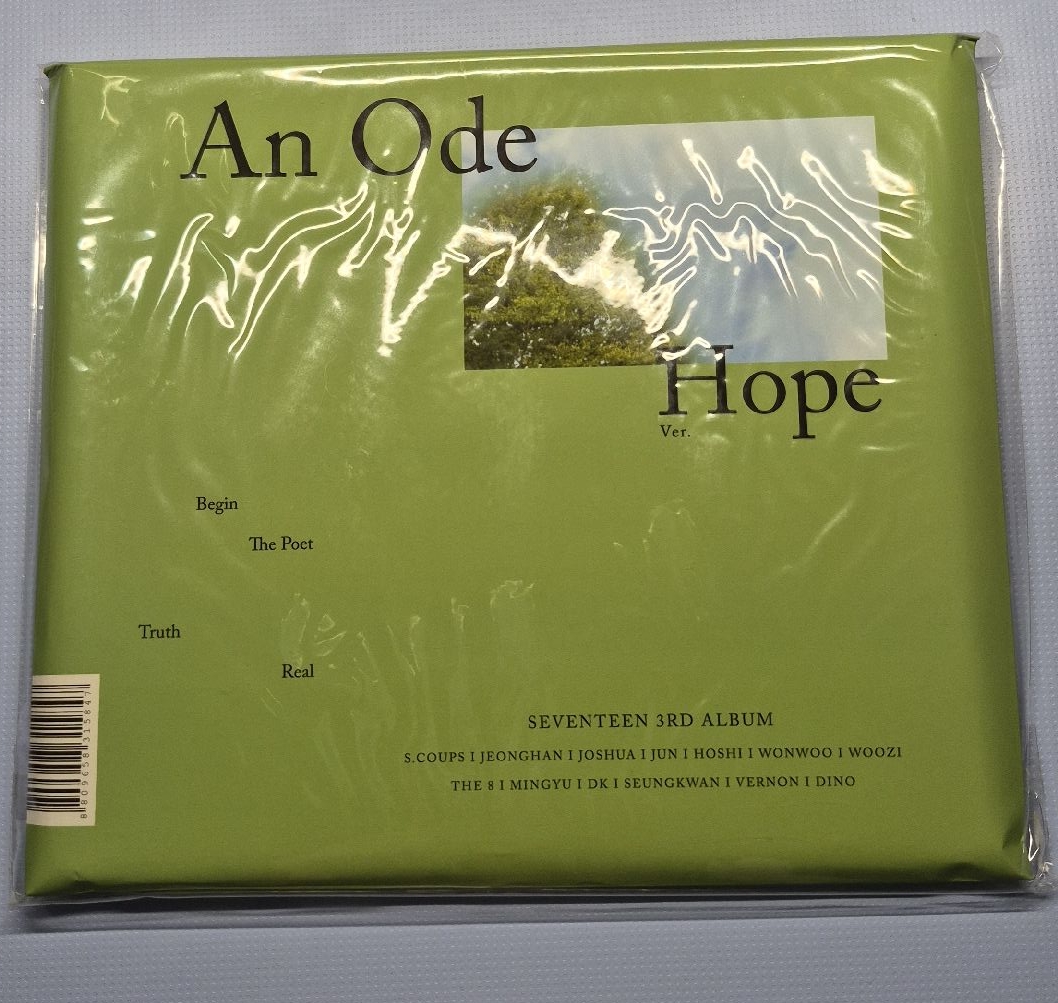 An Ode
Hope
Ver.
Begin
The Poet
Truth
Real
SEVENTEEN 3RD ALBUM
S.COUPS I JEONGHAN I JOSHUA I JUN I HOSHI I WONWOO I WOOZI
THE 8 I MINGYU I DK I SEUNGKWAN I VERNON I DINO
8809658315847